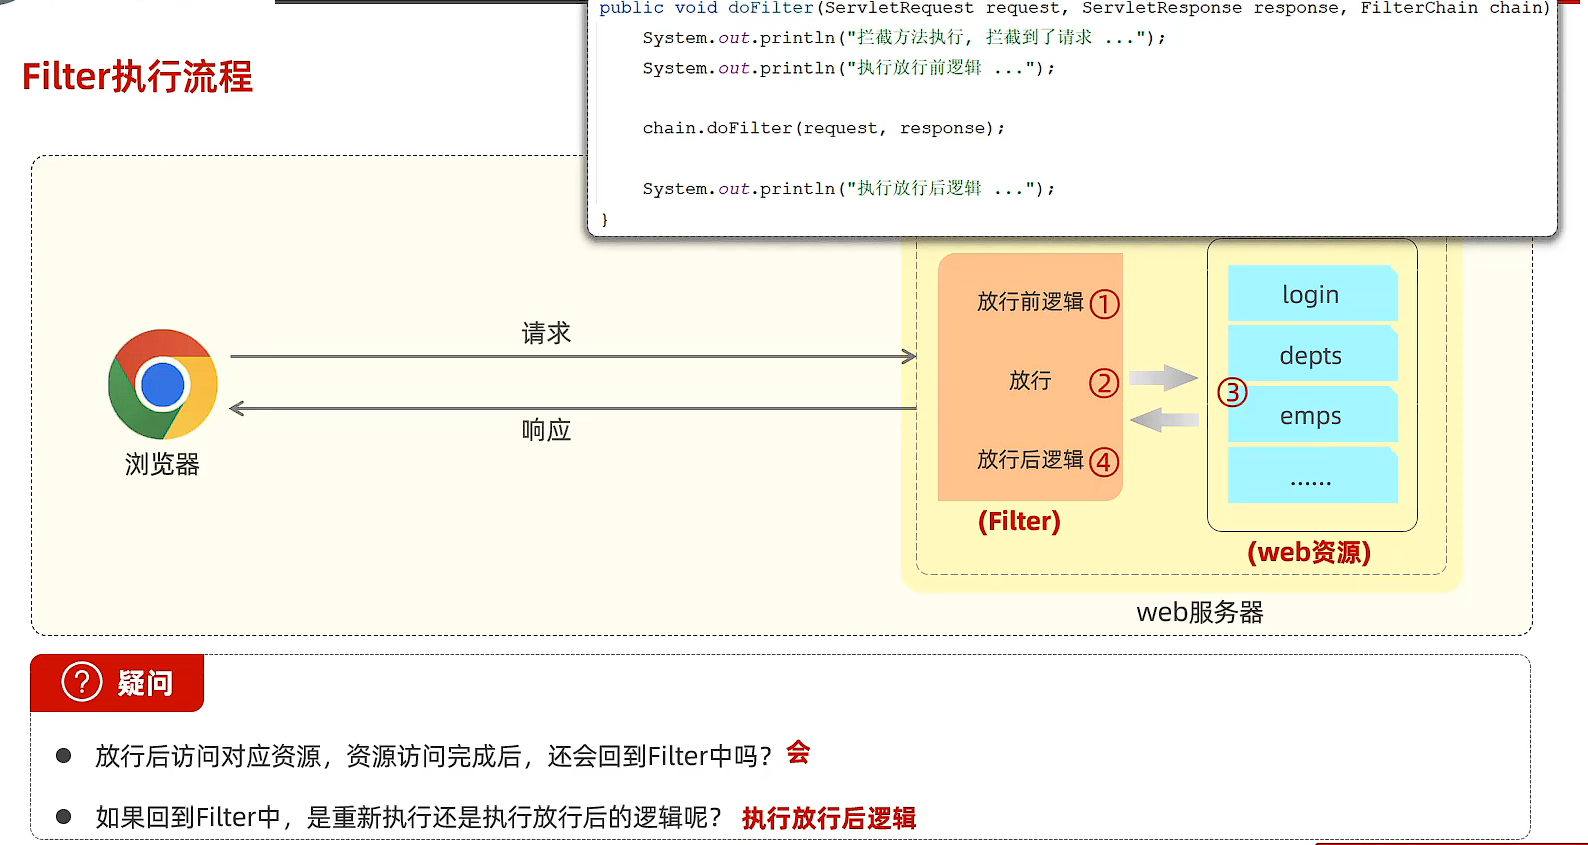 public void doFilter(ServletRequest request, ServletResponse response, FilterChain chain)
System.out.println("拦截方法执行, 拦截到了请求 ...");
System.out.println("执行放行前逻辑 ...");
chain.doFilter(request, response);
System.out.println("执行放行后逻辑 ...");
}
Filter执行流程
请求
响应
浏览器
放行前逻辑 ①
放行 ②
放行后逻辑 ④
(Filter)
③
login
depts
emps
......
(web资源)
web服务器
? 疑问
● 放行后访问对应资源，资源访问完成后，还会回到Filter中吗？ 会
● 如果回到Filter中，是重新执行还是执行放行后的逻辑呢？ 执行放行后逻辑